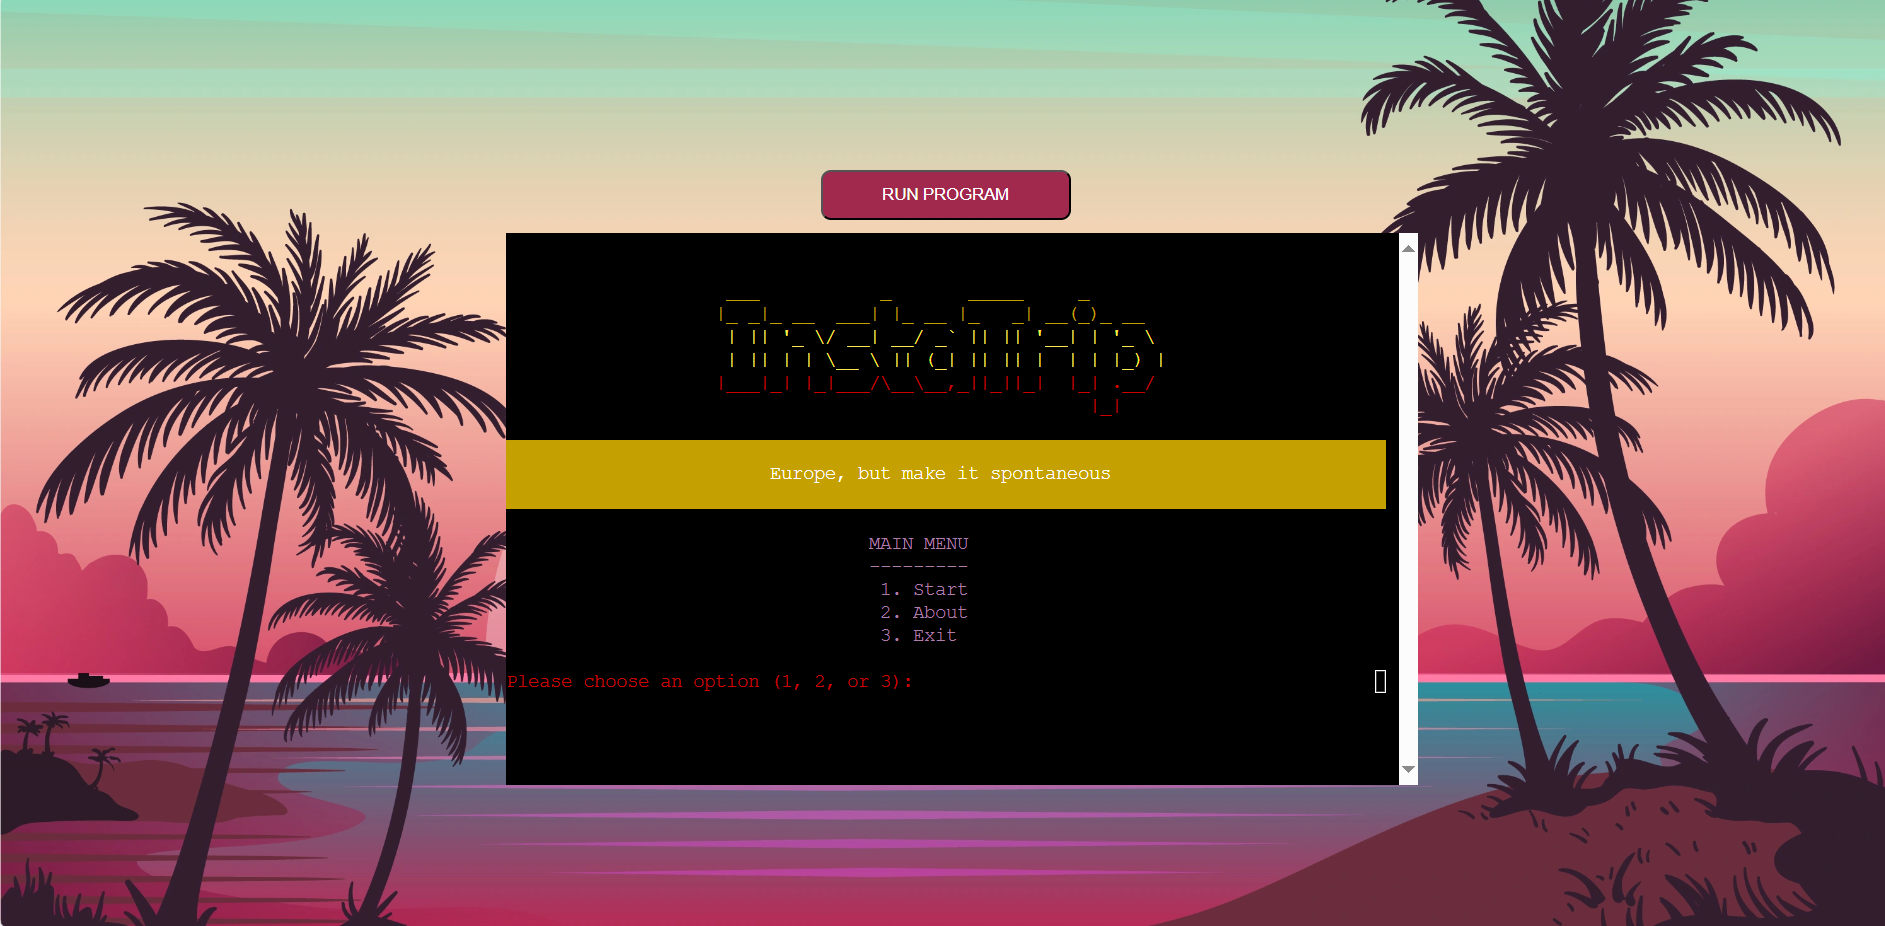 RUN PROGRAM
InstaTrip
Europe, but make it spontaneous
MAIN MENU
---------
1. Start
2. About
3. Exit
Please choose an option (1, 2, or 3):